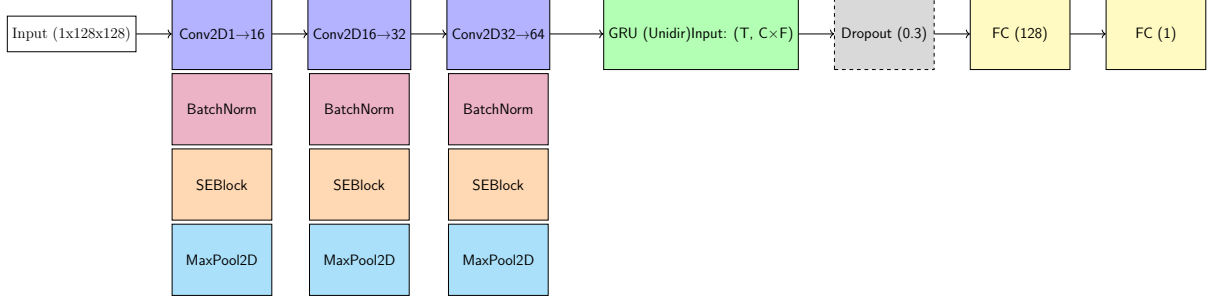 Input (1x128x128)
Conv2D1→16
Conv2D16→32
Conv2D32→64
GRU (Unidir)Input: (T, C×F)
Dropout (0.3)
FC (128)
FC (1)
BatchNorm
BatchNorm
BatchNorm
SEBlock
SEBlock
SEBlock
MaxPool2D
MaxPool2D
MaxPool2D